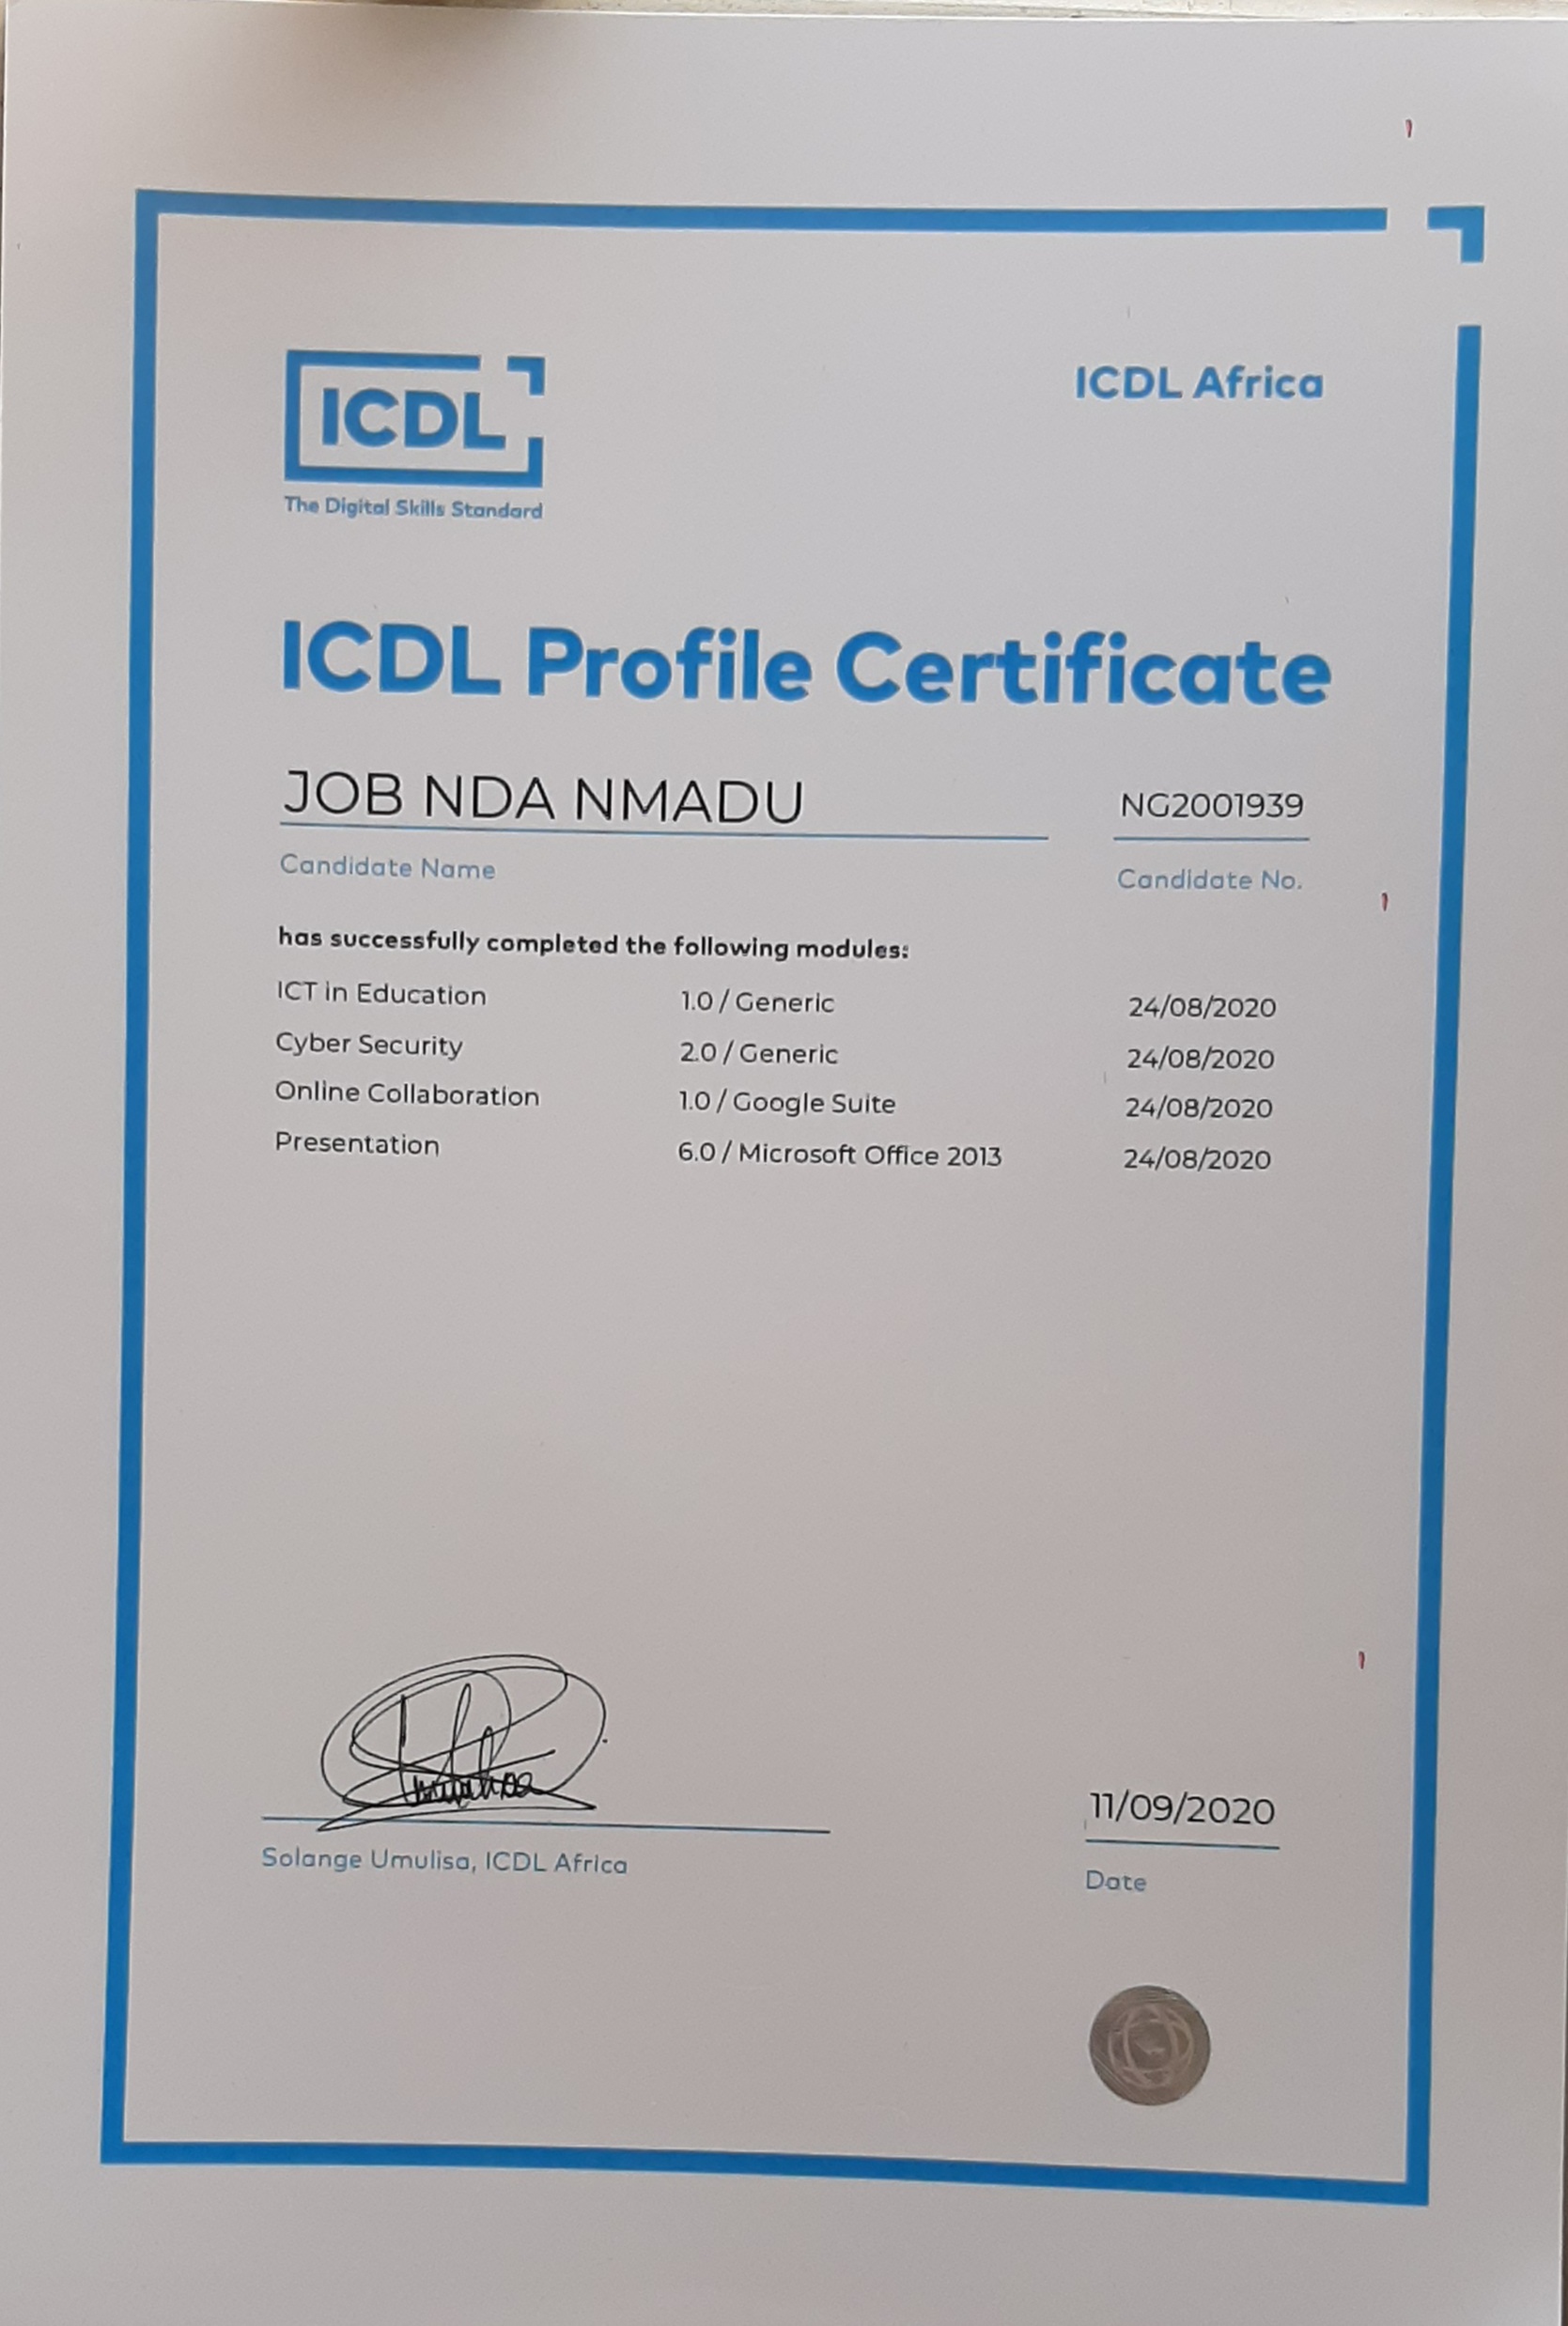 ICDL
The Digital Skills Standard
ICDL Africa
ICDL Profile Certificate
JOB NDA NMADU NG2001939
Candidate Name Candidate No.
has successfully completed the following modules:
ICT in Education 1.0 / Generic 24/08/2020
Cyber Security 2.0 / Generic 24/08/2020
Online Collaboration 1.0 / Google Suite 24/08/2020
Presentation 6.0 / Microsoft Office 2013 24/08/2020
11/09/2020
Solange Umulisa, ICDL Africa Date